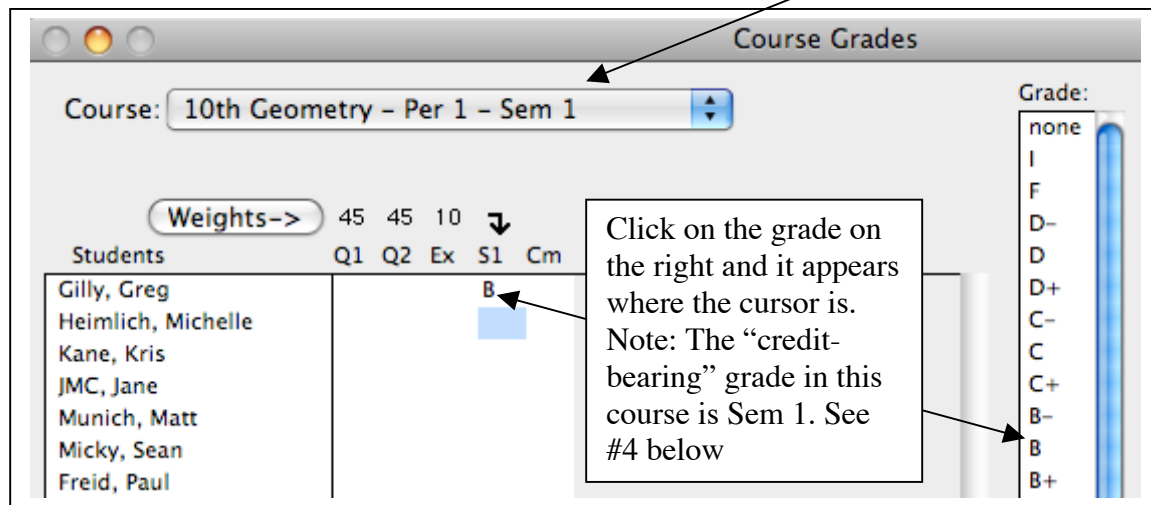 Course Grades
Course: 10th Geometry – Per 1 – Sem 1
Grade:
none
I
F
D–
D
D+
C–
C
C+
B–
B
B+
Weights–> 45 45 10
Students Q1 Q2 Ex S1 Cm
Gilly, Greg B
Heimlich, Michelle
Kane, Kris
JMC, Jane
Munich, Matt
Micky, Sean
Freid, Paul
Click on the grade on
the right and it appears
where the cursor is.
Note: The “credit-
bearing” grade in this
course is Sem 1. See
#4 below